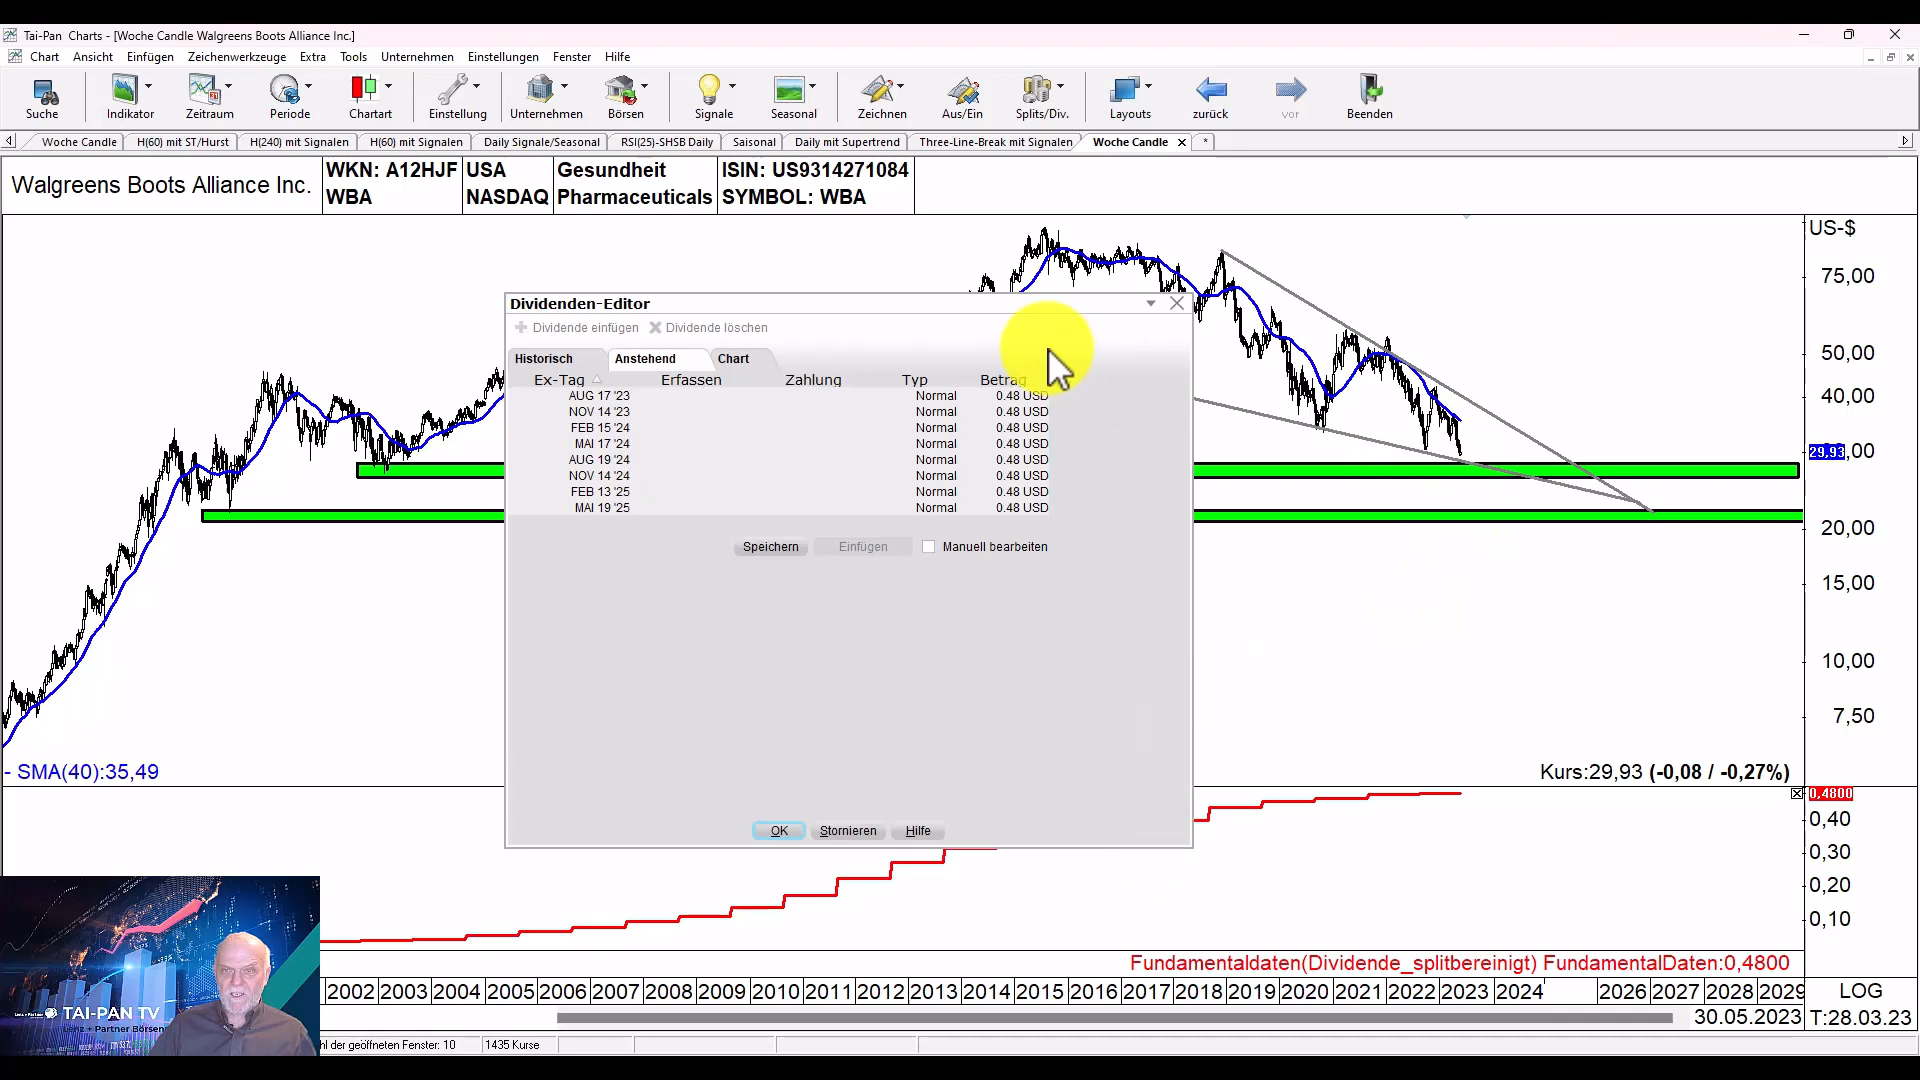 Tai-Pan Charts - [Woche Candle Walgreens Boots Alliance Inc.]
Chart Ansicht Einfügen Zeichenwerkzeuge Extra Tools Unternehmen Einstellungen Fenster Hilfe
Suche Indikator Zeitraum Periode Chartart Einstellung Unternehmen Börsen Signale Seasonal Zeichnen Aus/Ein Splits/Div. Layouts zurück vor Beenden
Woche Candle H(60) mit ST/Hurst H(240) mit Signalen H(60) mit Signalen Daily Signale/Seasonal RSI(25)-SHSB Daily Saisonal Daily mit Supertrend Three-Line-Break mit Signalen Woche Candle *
Walgreens Boots Alliance Inc.
WKN: A12HJF
WBA
USA
NASDAQ
Gesundheit
Pharmaceuticals
ISIN: US9314271084
SYMBOL: WBA
US-$
75,00
50,00
40,00
29,93
,00
20,00
15,00
10,00
7,50
Dividenden-Editor
Dividende einfügen Dividende löschen
Historisch Anstehend Chart
Ex-Tag Erfassen Zahlung Typ Betrag
AUG 17 '23 Normal 0.48 USD
NOV 14 '23 Normal 0.48 USD
FEB 15 '24 Normal 0.48 USD
MAI 17 '24 Normal 0.48 USD
AUG 19 '24 Normal 0.48 USD
NOV 14 '24 Normal 0.48 USD
FEB 13 '25 Normal 0.48 USD
MAI 19 '25 Normal 0.48 USD
Speichern Einfügen Manuell bearbeiten
OK Stornieren Hilfe
- SMA(40):35,49
Kurs:29,93 (-0,08 / -0,27%)
0,4800
0,40
0,30
0,20
0,10
Fundamentaldaten(Dividende_splitbereinigt) FundamentalDaten:0,4800
2002 2003 2004 2005 2006 2007 2008 2009 2010 2011 2012 2013 2014 2015 2016 2017 2018 2019 2020 2021 2022 2023 2024 2026 2027 2028 2029
LOG
30.05.2023 T:28.03.23
TAI-PAN TV
Lenz + Partner Börsen
hl der geöffneten Fenster: 10 1435 Kurse